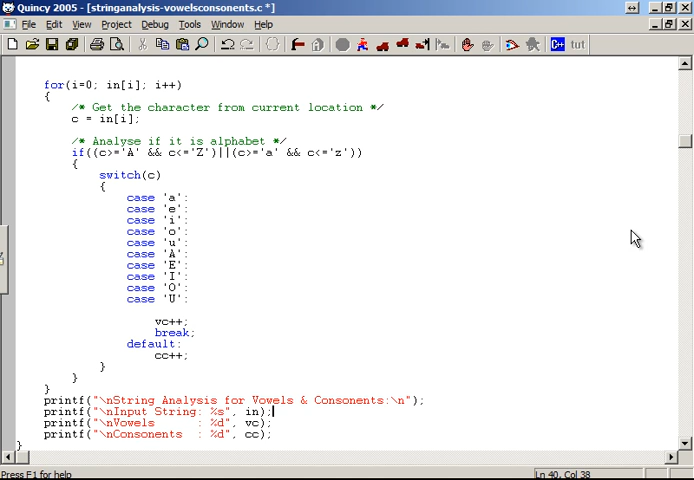 Quincy 2005 - [stringanalysis-vowelsconsonents.c *]
File Edit View Project Debug Tools Window Help
C++ tut
for(i=0; in[i]; i++)
{
/* Get the character from current location */
c = in[i];
/* Analyse if it is alphabet */
if((c>='A' && c<='Z')||(c>='a' && c<='z'))
{
switch(c)
{
case 'a':
case 'e':
case 'i':
case 'o':
case 'u':
case 'A':
case 'E':
case 'I':
case 'O':
case 'U':
vc++;
break;
default:
cc++;
}
}
}
printf("\nString Analysis for Vowels & Consonents:\n");
printf("\nInput String: %s", in);
printf("\nVowels : %d", vc);
printf("\nConsonents : %d", cc);
}
Press F1 for help Ln 40, Col 38